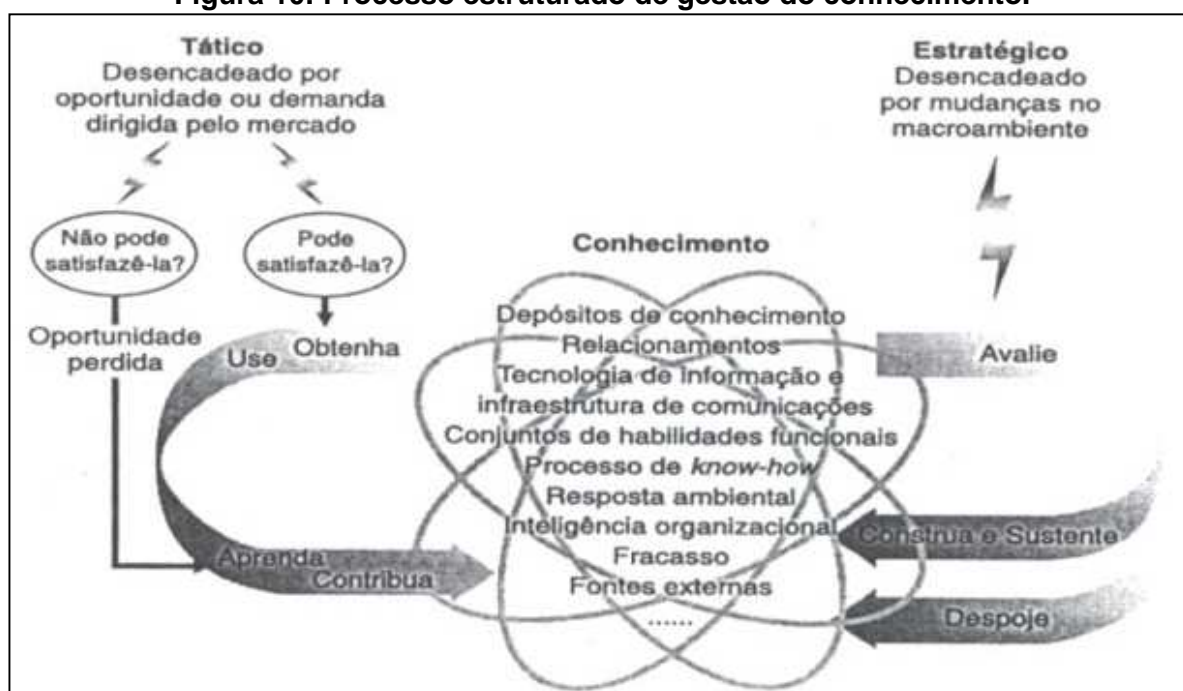 Figura 10. Processo estruturado de gestão do conhecimento.
Tático
Desencadeado por
oportunidade ou demanda
dirigida pelo mercado
Estratégico
Desencadeado
por mudanças no
macroambiente
Não pode
satisfazê-la?
Pode
satisfazê-la?
Oportunidade
perdida
Use
Obtenha
Aprenda
Contribua
Conhecimento
Depósitos de conhecimento
Relacionamentos
Tecnologia de informação e
infraestrutura de comunicações
Conjuntos de habilidades funcionais
Processo de know-how
Resposta ambiental
Inteligência organizacional
Fracasso
Fontes externas
......
Avalie
Construa e Sustente
Despoje